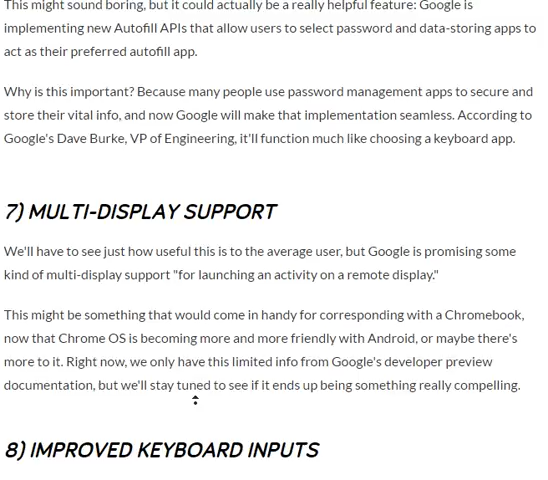 This might sound boring, but it could actually be a really helpful feature: Google is
implementing new Autofill APIs that allow users to select password and data-storing apps to
act as their preferred autofill app.
Why is this important? Because many people use password management apps to secure and
store their vital info, and now Google will make that implementation seamless. According to
Google's Dave Burke, VP of Engineering, it'll function much like choosing a keyboard app.
7) MULTI-DISPLAY SUPPORT
We'll have to see just how useful this is to the average user, but Google is promising some
kind of multi-display support "for launching an activity on a remote display."
This might be something that would come in handy for corresponding with a Chromebook,
now that Chrome OS is becoming more and more friendly with Android, or maybe there's
more to it. Right now, we only have this limited info from Google's developer preview
documentation, but we'll stay tuned to see if it ends up being something really compelling.
8) IMPROVED KEYBOARD INPUTS